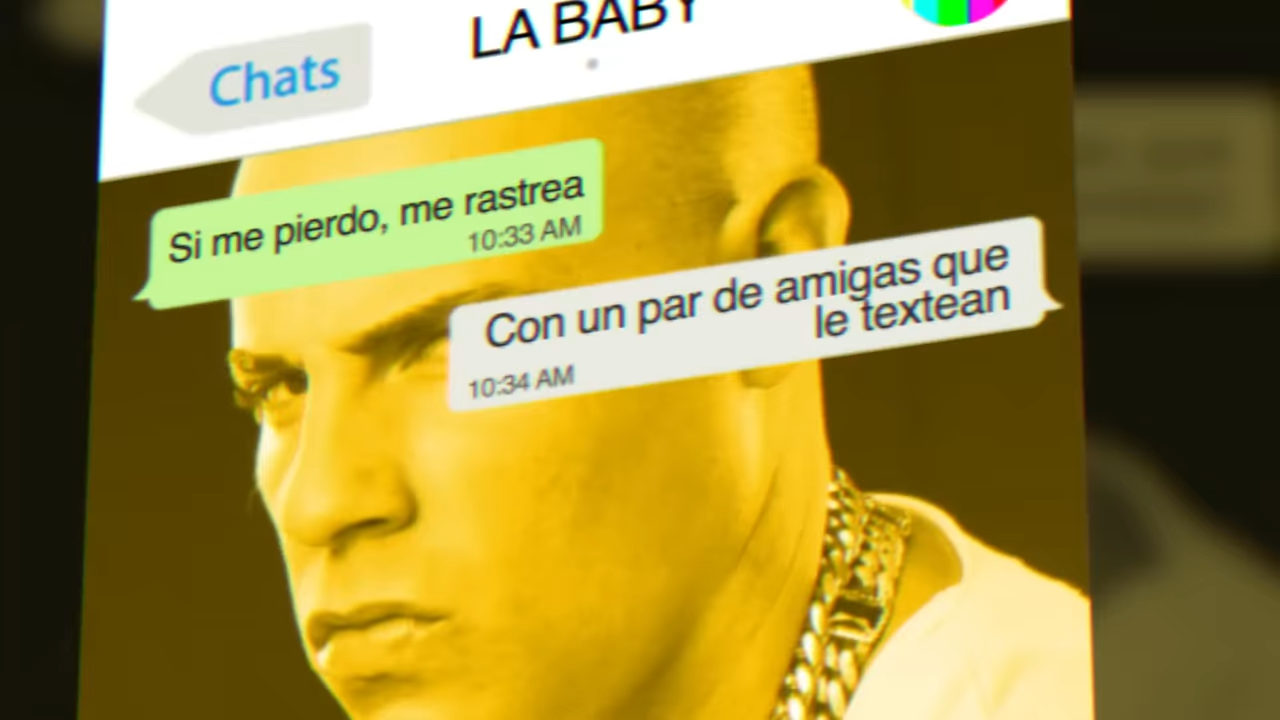 LA BABY
Chats
Si me pierdo, me rastrea
10:33 AM
Con un par de amigas que
le textean
10:34 AM